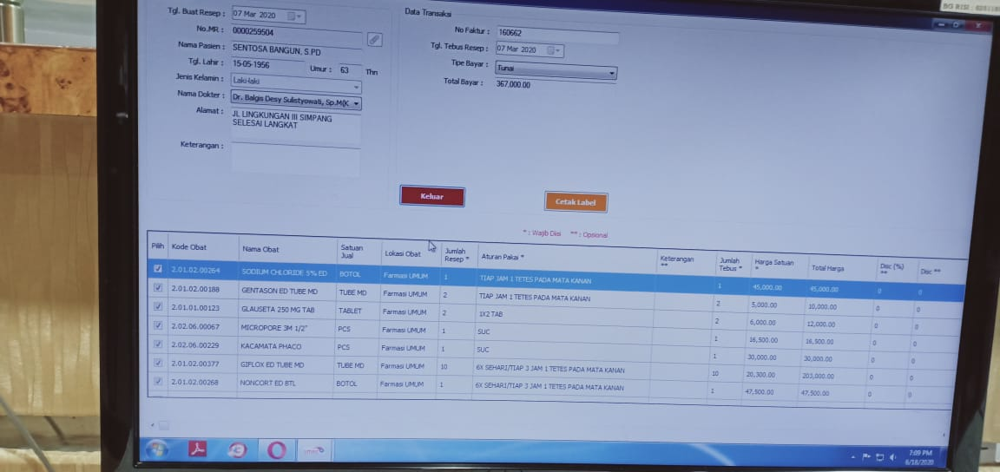 BG RISI :
Tgl. Buat Resep : 07 Mar 2020
No.MR : 0000259504
Nama Pasien : SENTOSA BANGUN, S.PD
Tgl. Lahir : 15-05-1956 Umur : 63 Thn
Jenis Kelamin : Laki-laki
Nama Dokter : Dr. Balgis Desy Sulistyowati, Sp.M(K
Alamat : JL LINGKUNGAN III SIMPANG
SELESAI LANGKAT
Keterangan :
Data Transaksi
No Faktur : 160662
Tgl. Tebus Resep : 07 Mar 2020
Tipe Bayar : Tunai
Total Bayar : 367,000.00
Keluar
Cetak Label
* : Wajib Diisi ** : Opsional
Pilih Kode Obat Nama Obat Satuan Jual Lokasi Obat Jumlah Resep * Aturan Pakai * Keterangan ** Jumlah Tebus * Harga Satuan * Total Harga Disc (%) ** Disc **
2.01.02.00264 SODIUM CHLORIDE 5% ED BOTOL Farmasi UMUM 1 TIAP JAM 1 TETES PADA MATA KANAN 1 45,000.00 45,000.00 0 0
2.01.02.00188 GENTASON ED TUBE MD TUBE MD Farmasi UMUM 2 TIAP JAM 1 TETES PADA MATA KANAN 2 5,000.00 10,000.00 0 0
2.01.01.00123 GLAUSETA 250 MG TAB TABLET Farmasi UMUM 2 1X2 TAB 2 6,000.00 12,000.00 0 0
2.02.06.00067 MICROPORE 3M 1/2" PCS Farmasi UMUM 1 SUC 1 16,500.00 16,500.00 0 0
2.02.06.00229 KACAMATA PHACO PCS Farmasi UMUM 1 SUC 1 30,000.00 30,000.00 0 0
2.01.02.00377 GIFLOX ED TUBE MD TUBE MD Farmasi UMUM 10 6X SEHARI/TIAP 3 JAM 1 TETES PADA MATA KANAN 10 20,300.00 203,000.00 0 0
2.01.02.00268 NONCORT ED BTL BOTOL Farmasi UMUM 1 6X SEHARI/TIAP 3 JAM 1 TETES PADA MATA KANAN 1 47,500.00 47,500.00 0 0
7:09 PM
6/18/2020